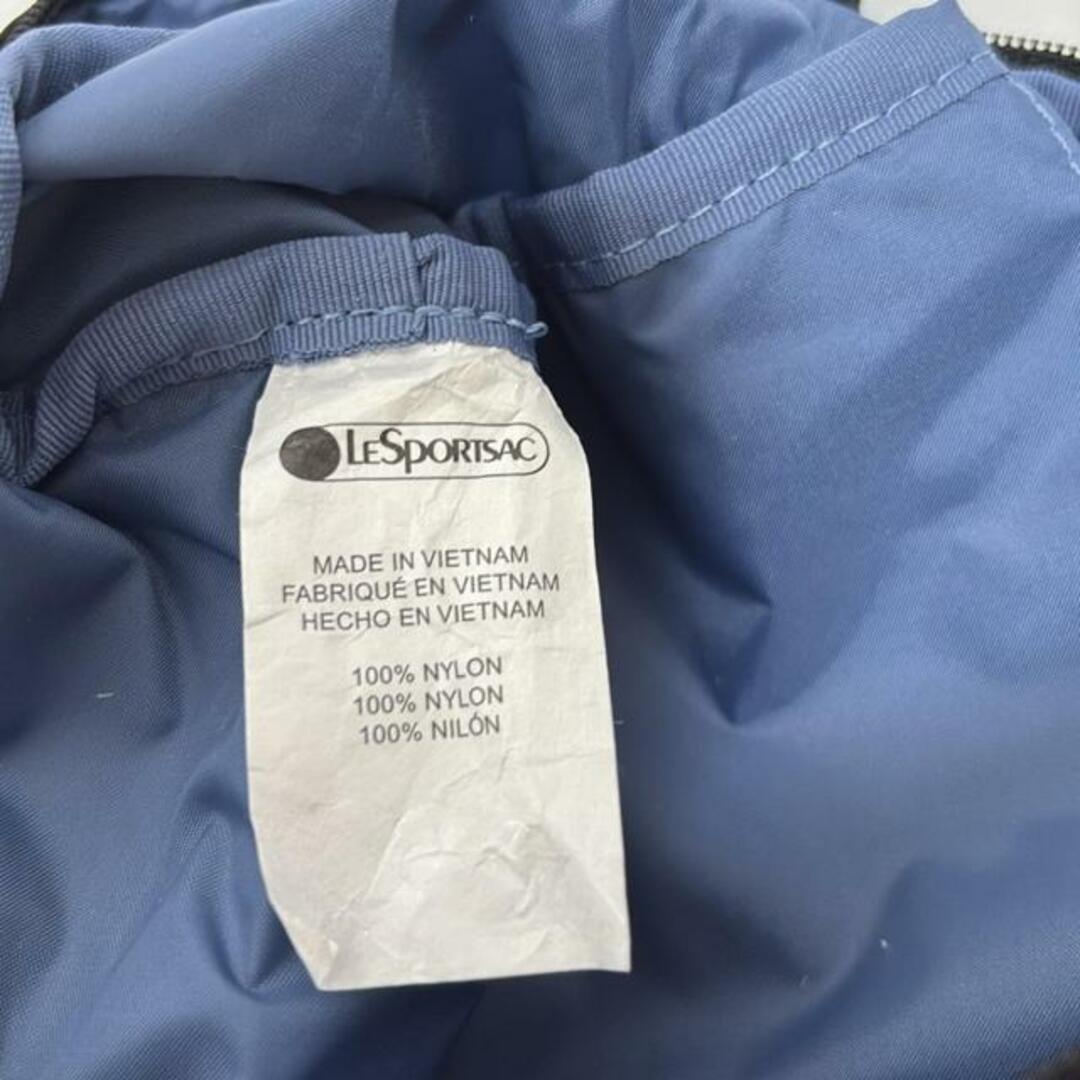 LESPORTSAC
MADE IN VIETNAM
FABRIQUÉ EN VIETNAM
HECHO EN VIETNAM
100% NYLON
100% NYLON
100% NILÓN